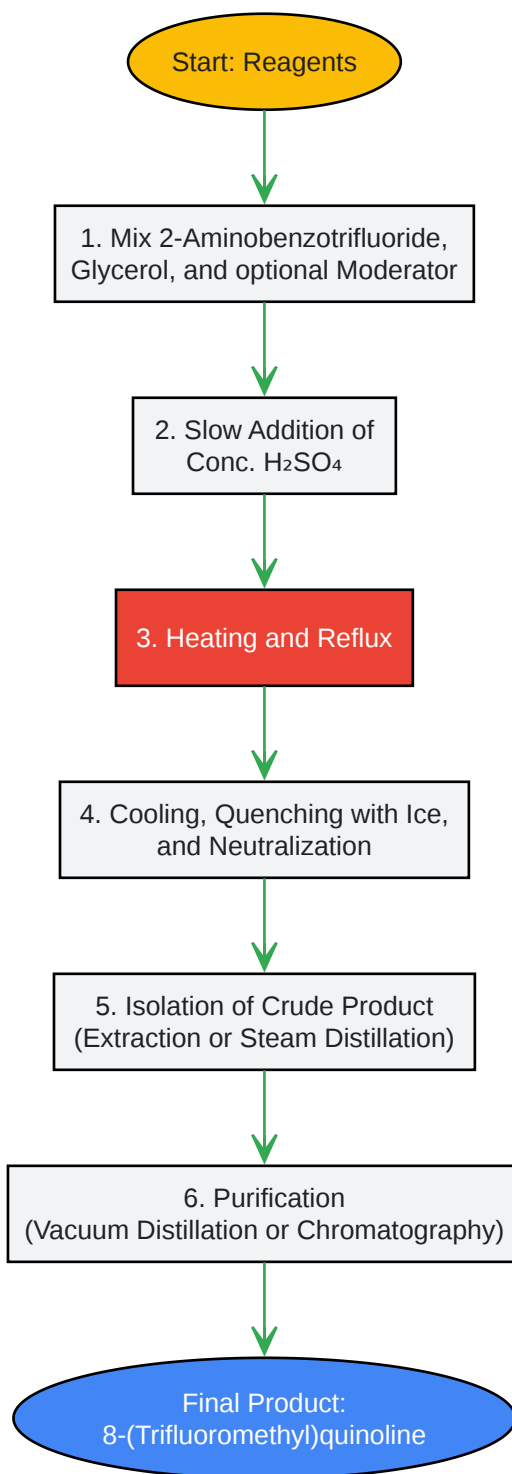 Start: Reagents
1. Mix 2-Aminobenzotrifluoride,
Glycerol, and optional Moderator
2. Slow Addition of
Conc. H₂SO₄
3. Heating and Reflux
4. Cooling, Quenching with Ice,
and Neutralization
5. Isolation of Crude Product
(Extraction or Steam Distillation)
6. Purification
(Vacuum Distillation or Chromatography)
Final Product:
8-(Trifluoromethyl)quinoline